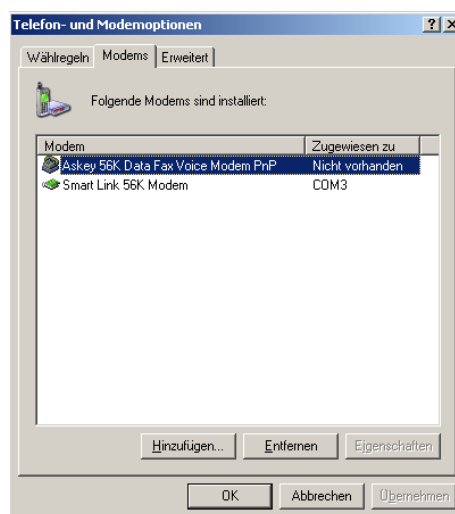 Telefon- und Modemoptionen
Wählregeln Modems Erweitert
Folgende Modems sind installiert:
Modem Zugewiesen zu
Askey 56K Data Fax Voice Modem PnP Nicht vorhanden
Smart Link 56K Modem COM3
Hinzufügen... Entfernen Eigenschaften
OK Abbrechen Übernehmen